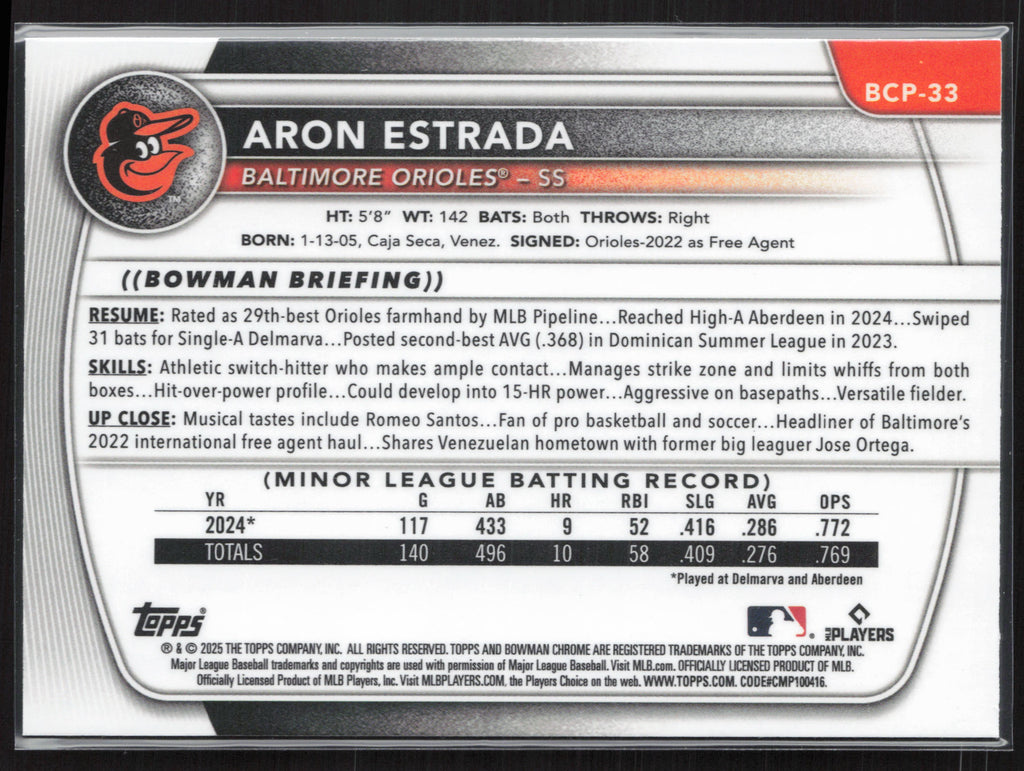 BCP-33
ARON ESTRADA
BALTIMORE ORIOLES® – SS
HT: 5'8" WT: 142 BATS: Both THROWS: Right
BORN: 1-13-05, Caja Seca, Venez. SIGNED: Orioles-2022 as Free Agent
((BOWMAN BRIEFING))
RESUME: Rated as 29th-best Orioles farmhand by MLB Pipeline...Reached High-A Aberdeen in 2024...Swiped
31 bats for Single-A Delmarva...Posted second-best AVG (.368) in Dominican Summer League in 2023.
SKILLS: Athletic switch-hitter who makes ample contact...Manages strike zone and limits whiffs from both
boxes...Hit-over-power profile...Could develop into 15-HR power...Aggressive on basepaths...Versatile fielder.
UP CLOSE: Musical tastes include Romeo Santos...Fan of pro basketball and soccer...Headliner of Baltimore's
2022 international free agent haul...Shares Venezuelan hometown with former big leaguer Jose Ortega.
(MINOR LEAGUE BATTING RECORD)
YR G AB HR RBI SLG AVG OPS
2024* 117 433 9 52 .416 .286 .772
TOTALS 140 496 10 58 .409 .276 .769
*Played at Delmarva and Aberdeen
Topps® MLB PLAYERS
® & © 2025 THE TOPPS COMPANY, INC. ALL RIGHTS RESERVED. TOPPS AND BOWMAN CHROME ARE REGISTERED TRADEMARKS OF THE TOPPS COMPANY, INC.
Major League Baseball trademarks and copyrights are used with permission of Major League Baseball. Visit MLB.com. OFFICIALLY LICENSED PRODUCT OF MLB.
Officially Licensed Product of MLB Players, Inc. Visit MLBPLAYERS.COM, the Players Choice on the web. WWW.TOPPS.COM. CODE#CMP100416.